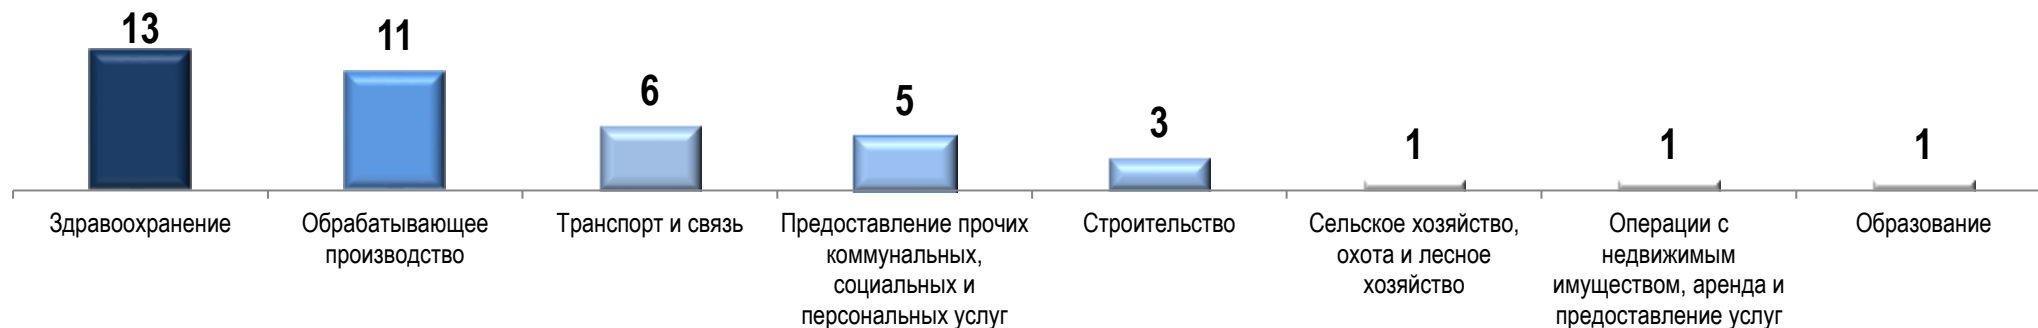 13
11
6
5
3
1
1
1
Здравоохранение
Обрабатывающее
производство
Транспорт и связь
Предоставление прочих
коммунальных,
социальных и
персональных услуг
Строительство
Сельское хозяйство,
охота и лесное
хозяйство
Операции с
недвижимым
имуществом, аренда и
предоставление услуг
Образование